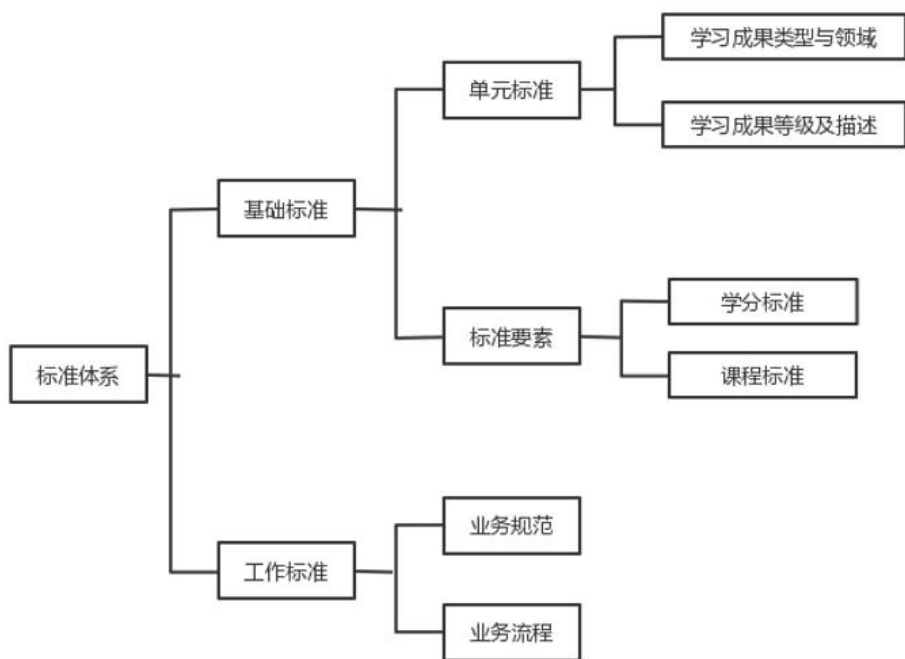 学习成果类型与领域
单元标准
学习成果等级及描述
基础标准
学分标准
标准要素
课程标准
标准体系
业务规范
工作标准
业务流程